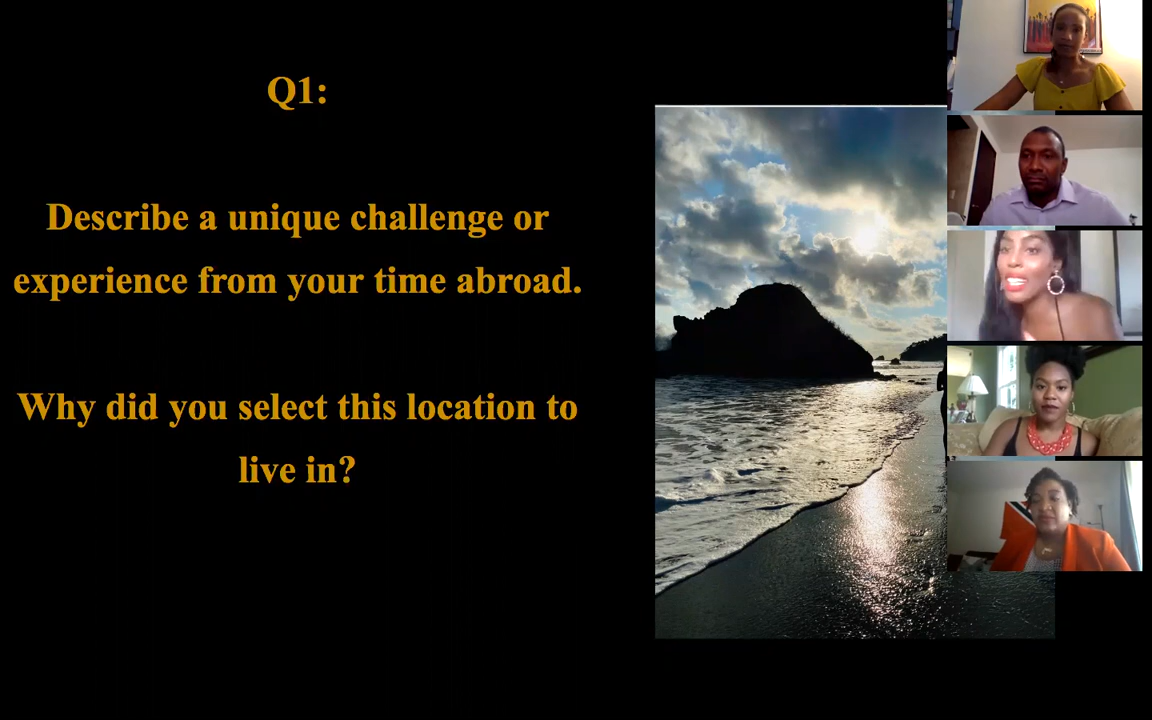 Q1:
Describe a unique challenge or
experience from your time abroad.
Why did you select this location to
live in?